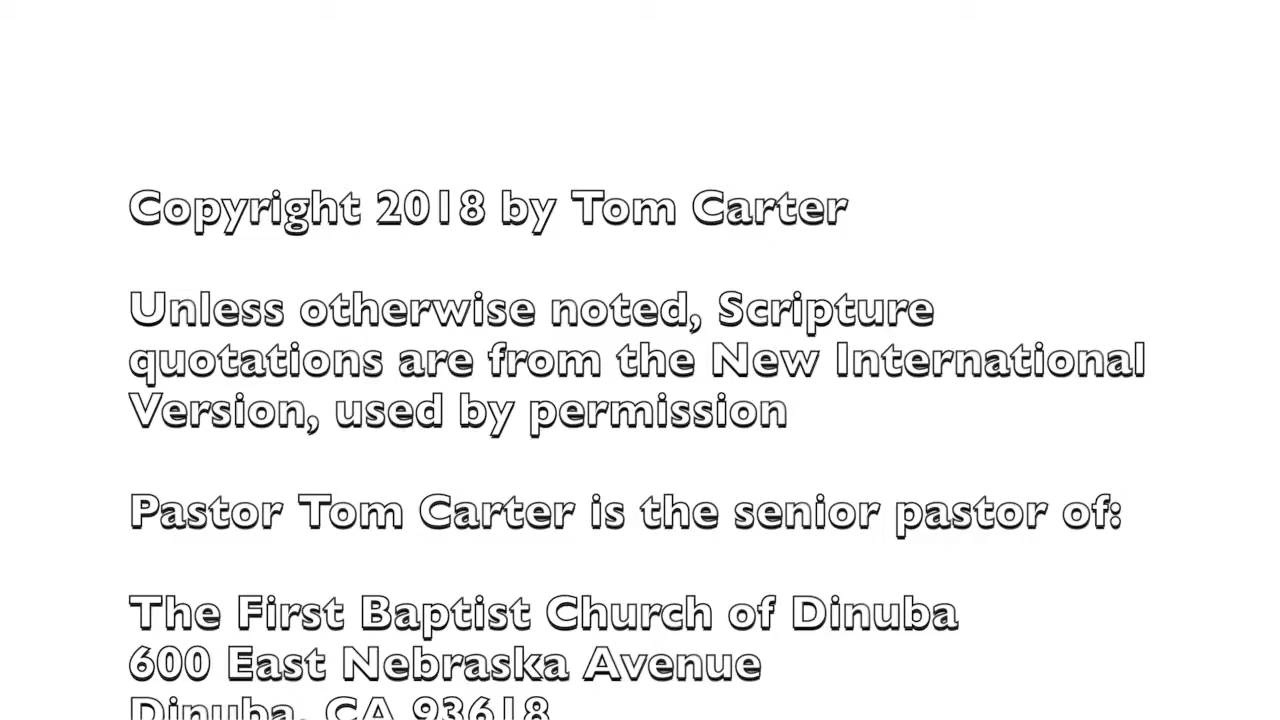 Copyright 2018 by Tom Carter
Unless otherwise noted, Scripture
quotations are from the New International
Version, used by permission
Pastor Tom Carter is the senior pastor of:
The First Baptist Church of Dinuba
600 East Nebraska Avenue
Dinuba, CA 93618